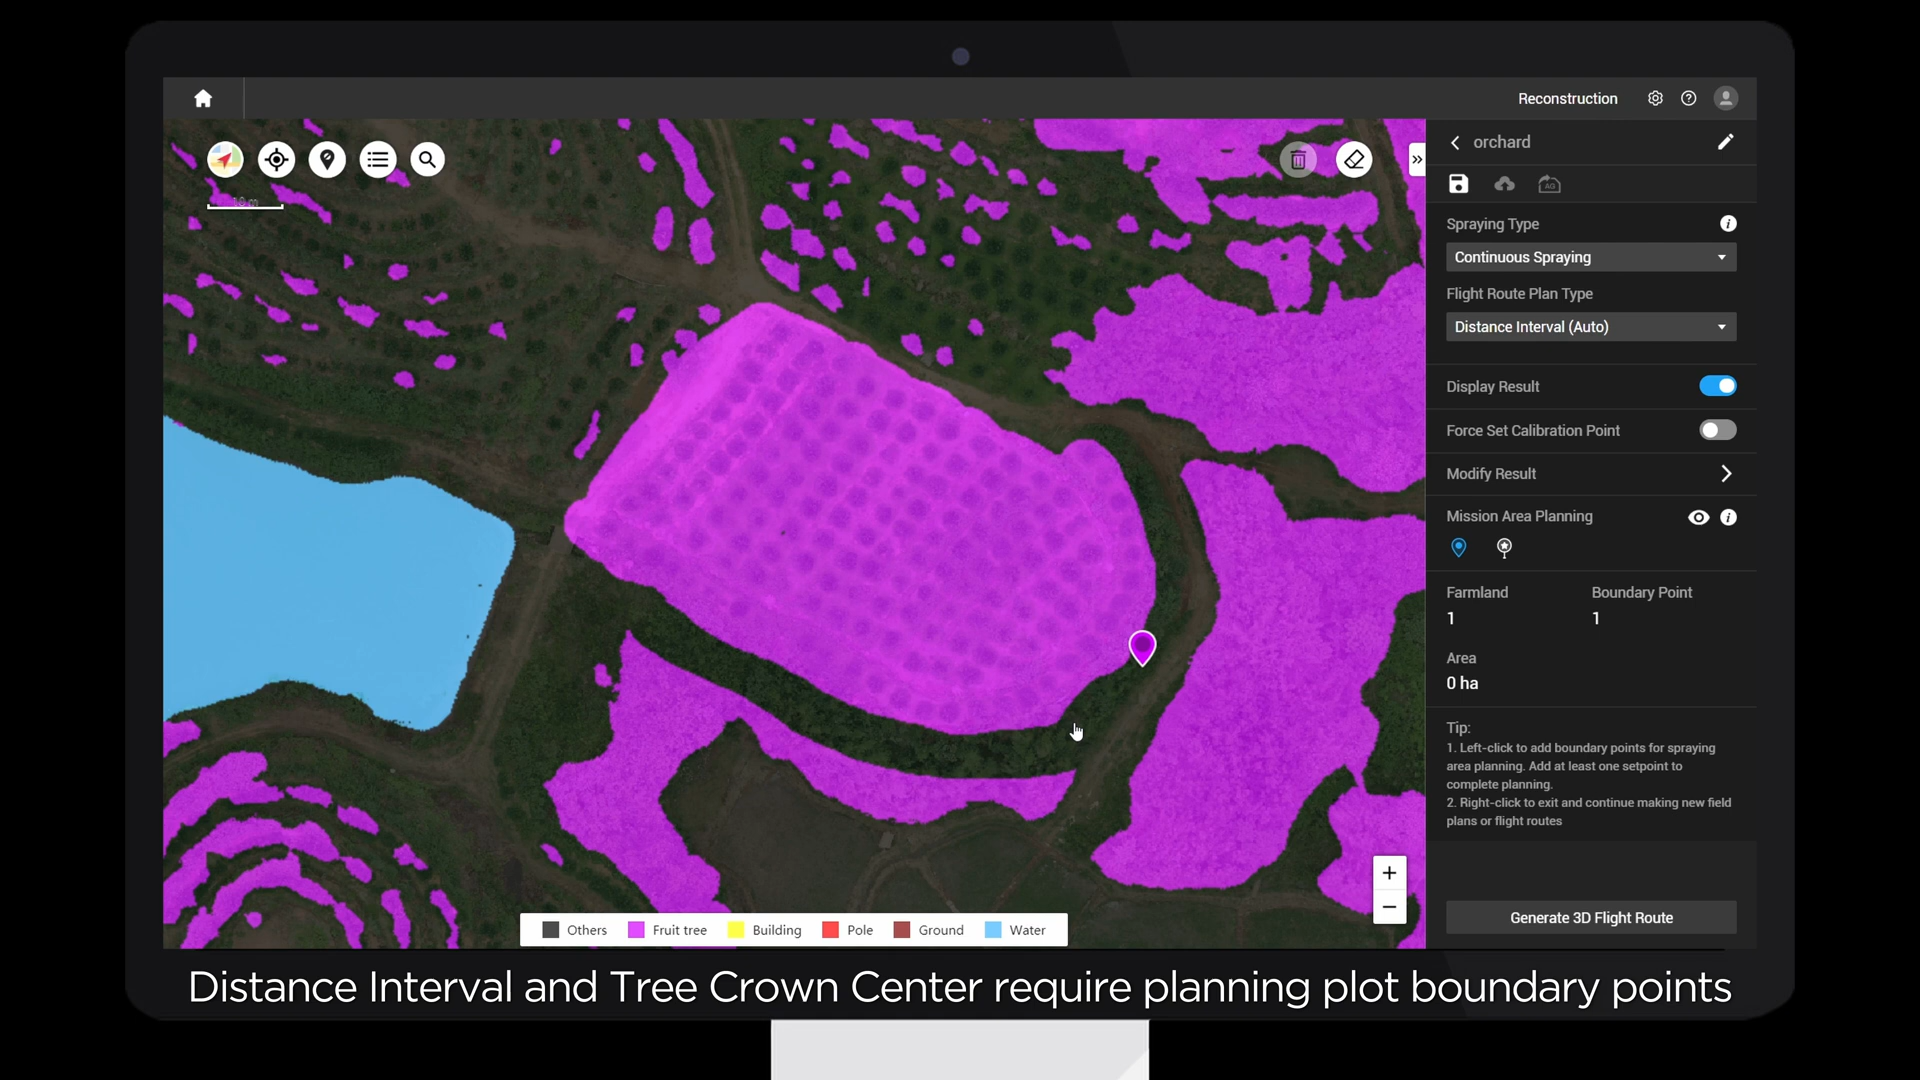 Reconstruction
orchard
AG
Spraying Type
Continuous Spraying
Flight Route Plan Type
Distance Interval (Auto)
Display Result
Force Set Calibration Point
Modify Result
Mission Area Planning
Farmland
Boundary Point
1
1
Area
0 ha
Tip:
1. Left-click to add boundary points for spraying
area planning. Add at least one setpoint to
complete planning.
2. Right-click to exit and continue making new field
plans or flight routes
Generate 3D Flight Route
Others
Fruit tree
Building
Pole
Ground
Water
Distance Interval and Tree Crown Center require planning plot boundary points